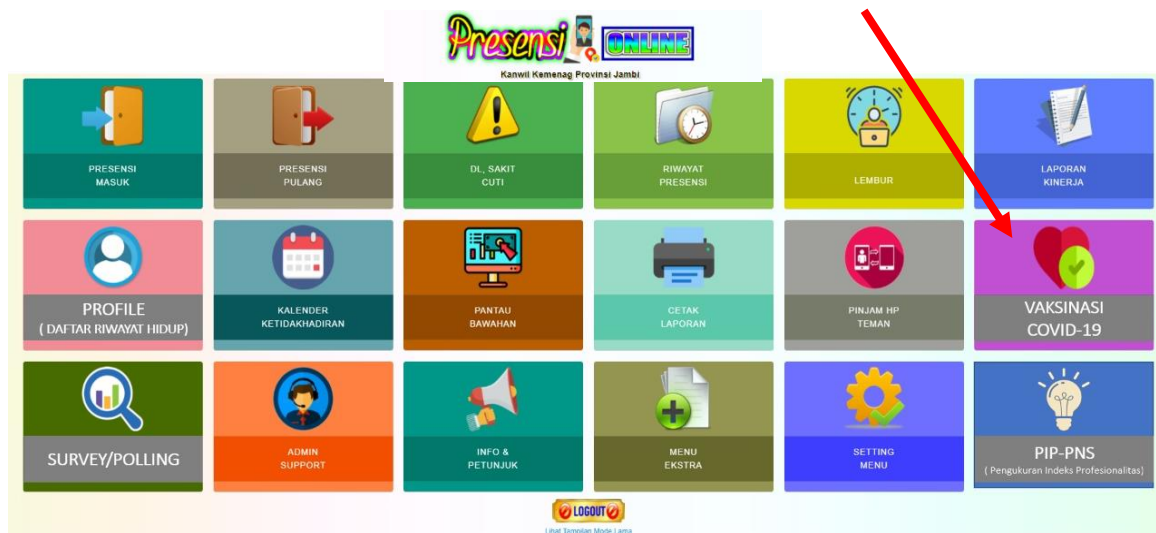 Presensi ONLINE
Kanwil Kemenag Provinsi Jambi
PRESENSI
MASUK
PRESENSI
PULANG
DL, SAKIT
CUTI
RIWAYAT
PRESENSI
LEMBUR
LAPORAN
KINERJA
PROFILE
( DAFTAR RIWAYAT HIDUP)
KALENDER
KETIDAKHADIRAN
PANTAU
BAWAHAN
CETAK
LAPORAN
PINJAM HP
TEMAN
VAKSINASI
COVID-19
SURVEY/POLLING
ADMIN
SUPPORT
INFO &
PETUNJUK
MENU
EKSTRA
SETTING
MENU
PIP-PNS
( Pengukuran Indeks Profesionalitas)
LOGOUT
Lihat Tampilan Mode Lama